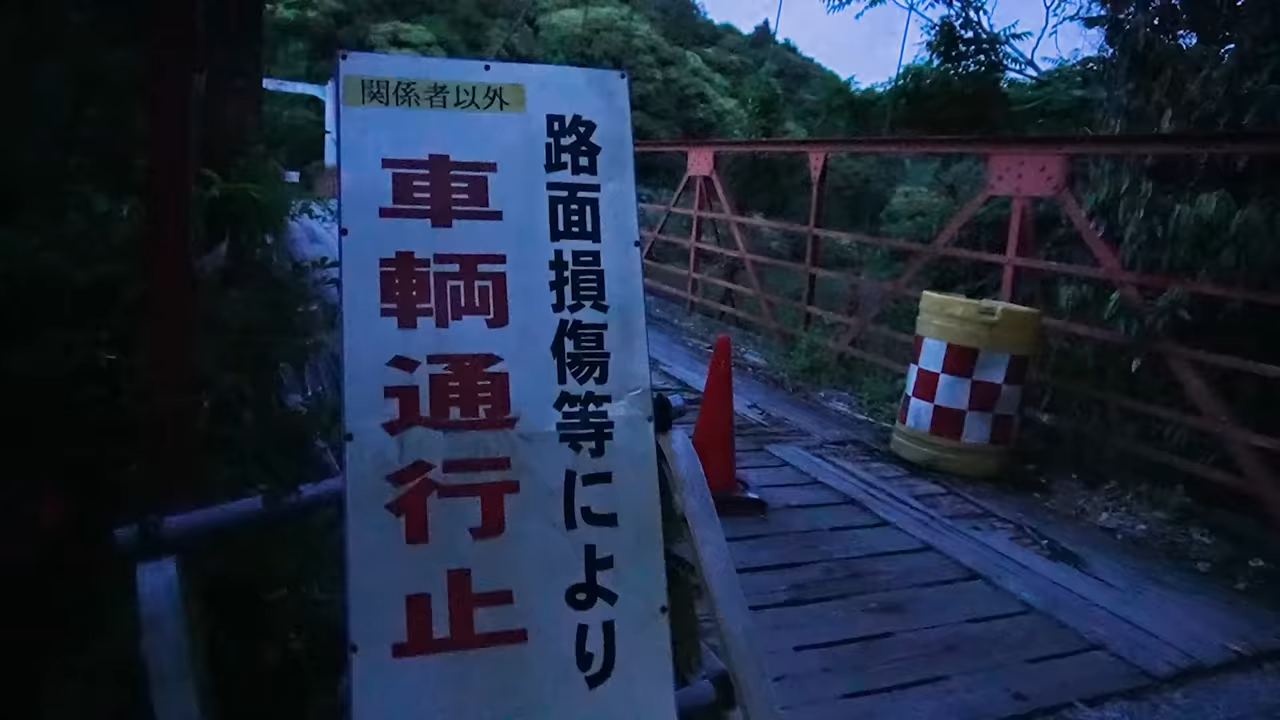 関係者以外
路面損傷等により
車輌通行止